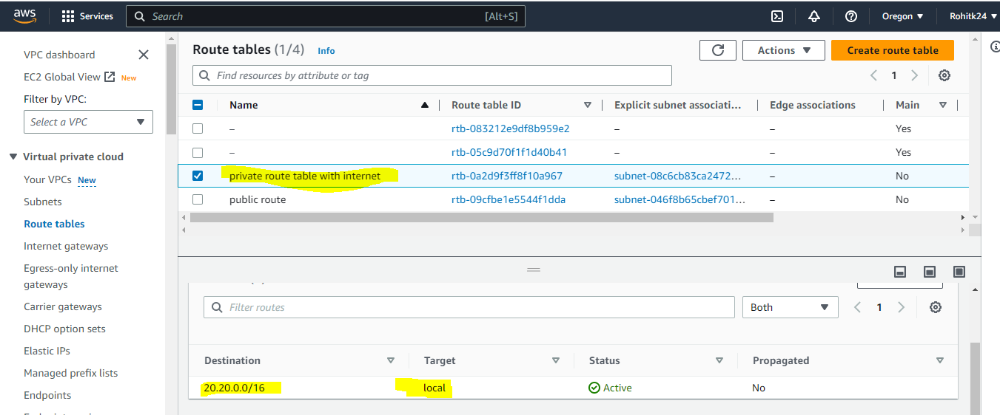 aws Services Search [Alt+S] Oregon Rohitk24
VPC dashboard
EC2 Global View New
Filter by VPC:
Select a VPC
Virtual private cloud
Your VPCs New
Subnets
Route tables
Internet gateways
Egress-only internet
gateways
Carrier gateways
DHCP option sets
Elastic IPs
Managed prefix lists
Endpoints
Route tables (1/4) Info Actions Create route table
Find resources by attribute or tag 1
Name Route table ID Explicit subnet associati... Edge associations Main
– rtb-083212e9df8b959e2 – – Yes
– rtb-05c9d70f1f1d40b41 – – Yes
private route table with internet rtb-0a2d9f3ff8f10a967 subnet-08c6cb83ca2472... – No
public route rtb-09cfbe1e5544f1dda subnet-046f8b65cbef701... – No
Filter routes Both 1
Destination Target Status Propagated
20.20.0.0/16 local Active No